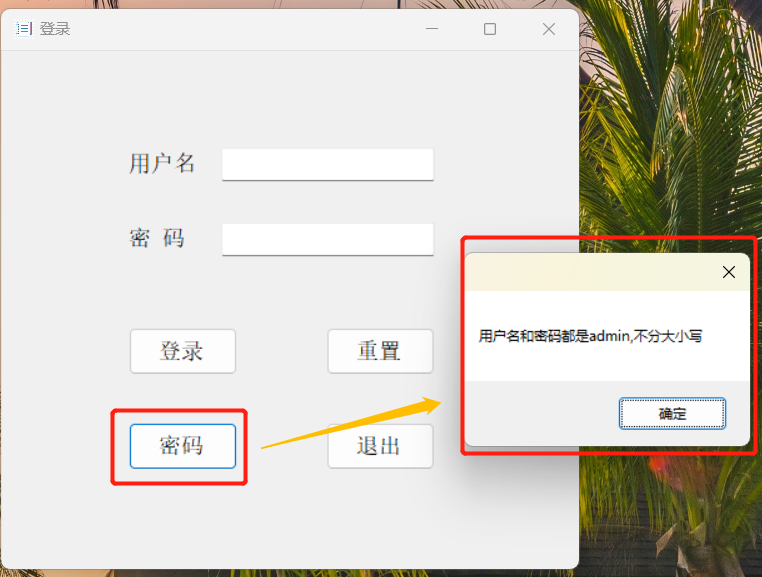 登录
用户名
密 码
登录
重置
密码
退出
用户名和密码都是admin,不分大小写
确定